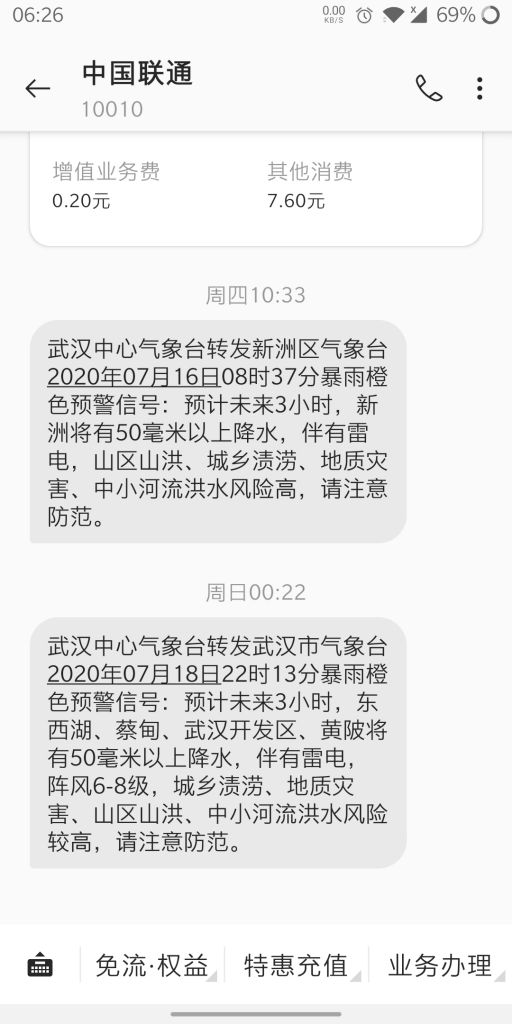 06:26
0.00
KB/S
x
69%
中国联通
10010
增值业务费
其他消费
0.20元
7.60元
周四10:33
武汉中心气象台转发新洲区气象台
2020年07月16日08时37分暴雨橙
色预警信号：预计未来3小时，新
洲将有50毫米以上降水，伴有雷
电，山区山洪、城乡渍涝、地质灾
害、中小河流洪水风险高，请注意
防范。
周日00:22
武汉中心气象台转发武汉市气象台
2020年07月18日22时13分暴雨橙
色预警信号：预计未来3小时，东
西湖、蔡甸、武汉开发区、黄陂将
有50毫米以上降水，伴有雷电，
阵风6-8级，城乡渍涝、地质灾
害、山区山洪、中小河流洪水风险
较高，请注意防范。
免流·权益
特惠充值
业务办理